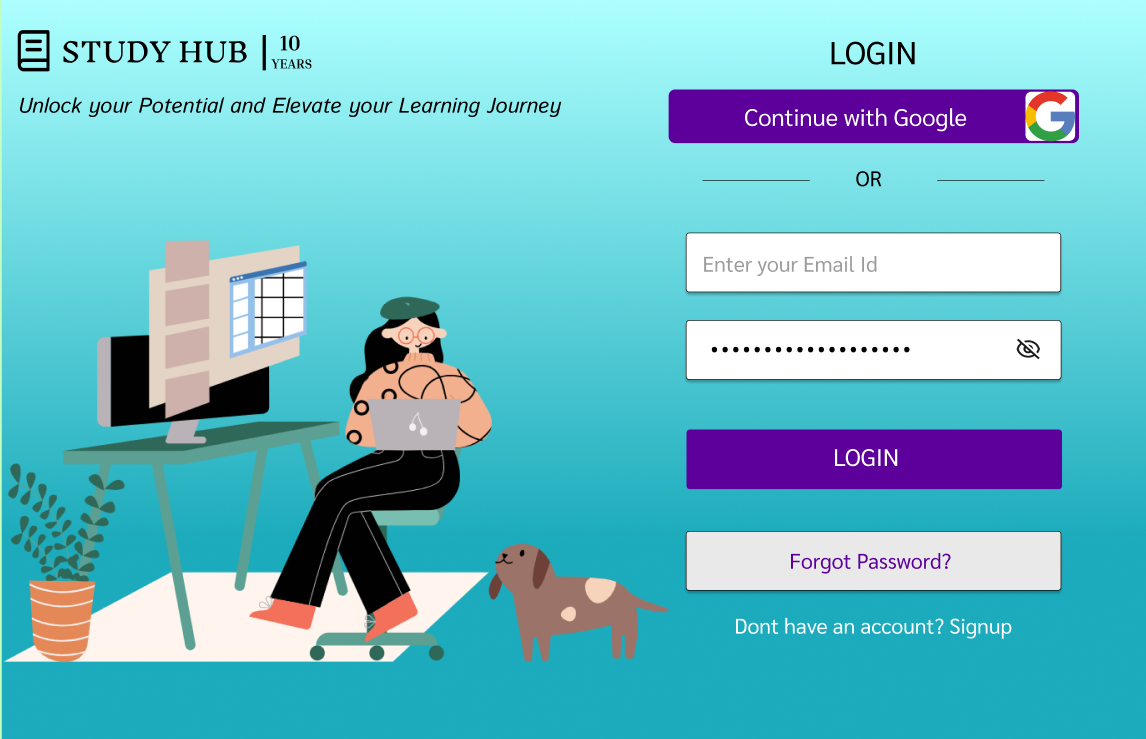 STUDY HUB
10
YEARS
Unlock your Potential and Elevate your Learning Journey
LOGIN
Continue with Google
OR
Enter your Email Id
•••••••••••••••••••
LOGIN
Forgot Password?
Dont have an account? Signup